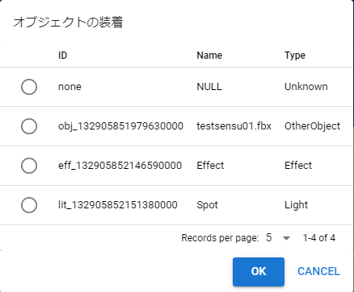 オブジェクトの装着
ID Name Type
none NULL Unknown
obj_132905851979630000 testsensu01.fbx OtherObject
eff_132905852146590000 Effect Effect
lit_132905852151380000 Spot Light
Records per page: 5 1-4 of 4
OK CANCEL